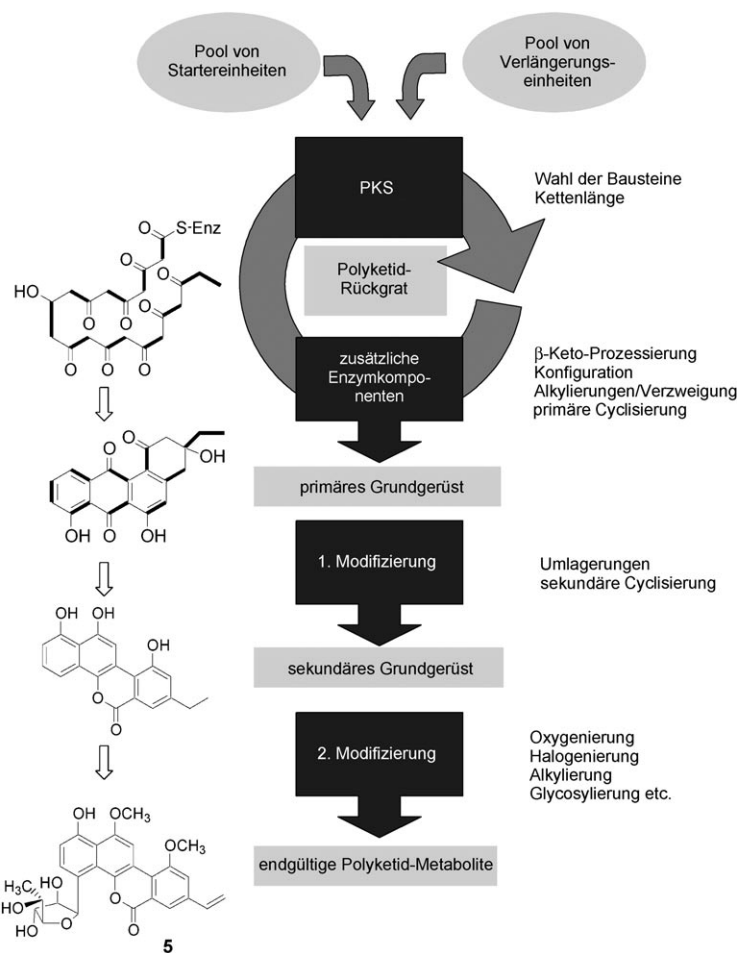 Pool von
Startereinheiten
Pool von
Verlängerungs-
einheiten
PKS
Wahl der Bausteine
Kettenlänge
Polyketid-
Rückgrat
zusätzliche
Enzymkompo-
nenten
β-Keto-Prozessierung
Konfiguration
Alkylierungen/Verzweigung
primäre Cyclisierung
primäres Grundgerüst
1. Modifizierung
Umlagerungen
sekundäre Cyclisierung
sekundäres Grundgerüst
2. Modifizierung
Oxygenierung
Halogenierung
Alkylierung
Glycosylierung etc.
endgültige Polyketid-Metabolite
O S-Enz
O O
HO
O O O
O O O O
O
O OH
OH O OH
OH OH
OH
O
O
OH OCH3
OCH3
H3C HO
HO
HO O O
O
5